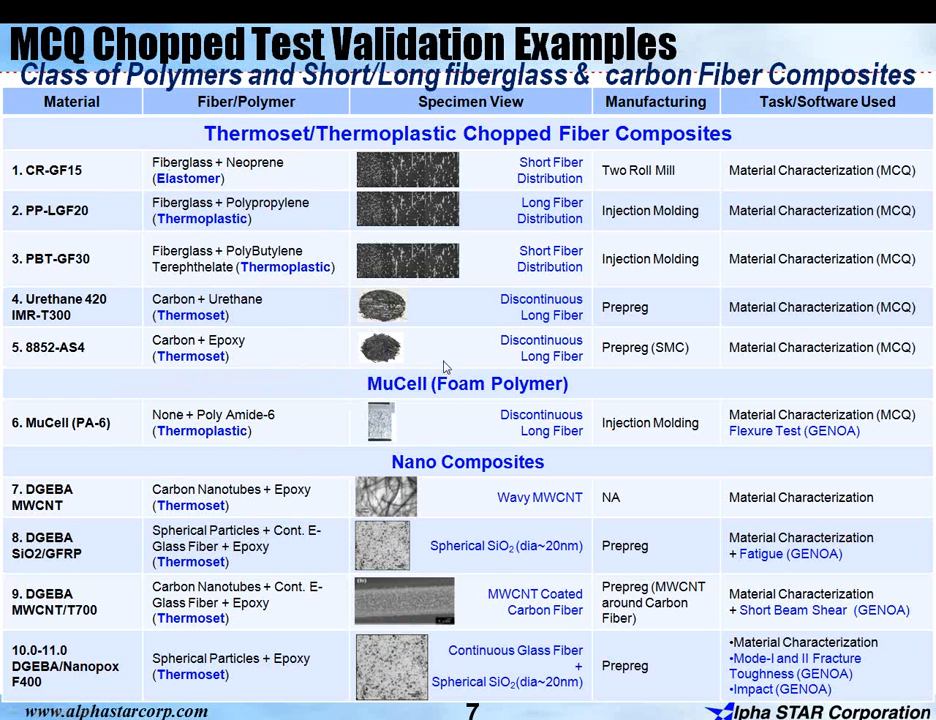 MCQ Chopped Test Validation Examples
Class of Polymers and Short/Long fiberglass & carbon Fiber Composites
Material Fiber/Polymer Specimen View Manufacturing Task/Software Used
Thermoset/Thermoplastic Chopped Fiber Composites
1. CR-GF15
Fiberglass + Neoprene
(Elastomer)
Short Fiber
Distribution
Two Roll Mill
Material Characterization (MCQ)
2. PP-LGF20
Fiberglass + Polypropylene
(Thermoplastic)
Long Fiber
Distribution
Injection Molding
Material Characterization (MCQ)
3. PBT-GF30
Fiberglass + PolyButylene
Terephthelate (Thermoplastic)
Short Fiber
Distribution
Injection Molding
Material Characterization (MCQ)
4. Urethane 420
IMR-T300
Carbon + Urethane
(Thermoset)
Discontinuous
Long Fiber
Prepreg
Material Characterization (MCQ)
5. 8852-AS4
Carbon + Epoxy
(Thermoset)
Discontinuous
Long Fiber
Prepreg (SMC)
Material Characterization (MCQ)
MuCell (Foam Polymer)
6. MuCell (PA-6)
None + Poly Amide-6
(Thermoplastic)
Discontinuous
Long Fiber
Injection Molding
Material Characterization (MCQ)
Flexure Test (GENOA)
Nano Composites
7. DGEBA
MWCNT
Carbon Nanotubes + Epoxy
(Thermoset)
Wavy MWCNT
NA
Material Characterization
8. DGEBA
SiO2/GFRP
Spherical Particles + Cont. E-
Glass Fiber + Epoxy
(Thermoset)
Spherical SiO2 (dia~20nm)
Prepreg
Material Characterization
+ Fatigue (GENOA)
9. DGEBA
MWCNT/T700
Carbon Nanotubes + Cont. E-
Glass Fiber + Epoxy
(Thermoset)
MWCNT Coated
Carbon Fiber
Prepreg (MWCNT
around Carbon
Fiber)
Material Characterization
+ Short Beam Shear (GENOA)
10.0-11.0
DGEBA/Nanopox
F400
Spherical Particles + Epoxy
(Thermoset)
Continuous Glass Fiber
+
Spherical SiO2(dia~20nm)
Prepreg
•Material Characterization
•Mode-I and II Fracture
Toughness (GENOA)
•Impact (GENOA)
www.alphastarcorp.com
7
Alpha STAR Corporation